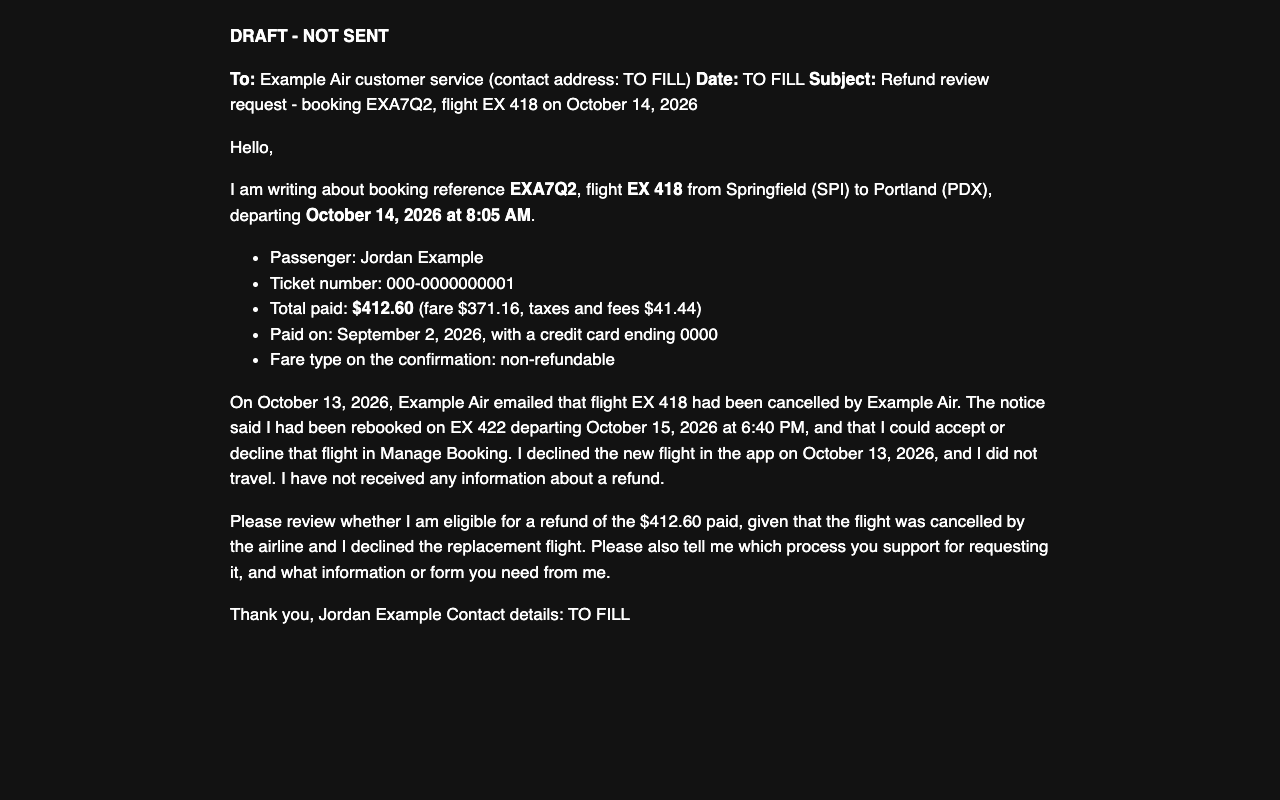 DRAFT - NOT SENT
To: Example Air customer service (contact address: TO FILL) Date: TO FILL Subject: Refund review
request - booking EXA7Q2, flight EX 418 on October 14, 2026
Hello,
I am writing about booking reference EXA7Q2, flight EX 418 from Springfield (SPI) to Portland (PDX),
departing October 14, 2026 at 8:05 AM.
• Passenger: Jordan Example
• Ticket number: 000-0000000001
• Total paid: $412.60 (fare $371.16, taxes and fees $41.44)
• Paid on: September 2, 2026, with a credit card ending 0000
• Fare type on the confirmation: non-refundable
On October 13, 2026, Example Air emailed that flight EX 418 had been cancelled by Example Air. The notice
said I had been rebooked on EX 422 departing October 15, 2026 at 6:40 PM, and that I could accept or
decline that flight in Manage Booking. I declined the new flight in the app on October 13, 2026, and I did not
travel. I have not received any information about a refund.
Please review whether I am eligible for a refund of the $412.60 paid, given that the flight was cancelled by
the airline and I declined the replacement flight. Please also tell me which process you support for requesting
it, and what information or form you need from me.
Thank you, Jordan Example Contact details: TO FILL